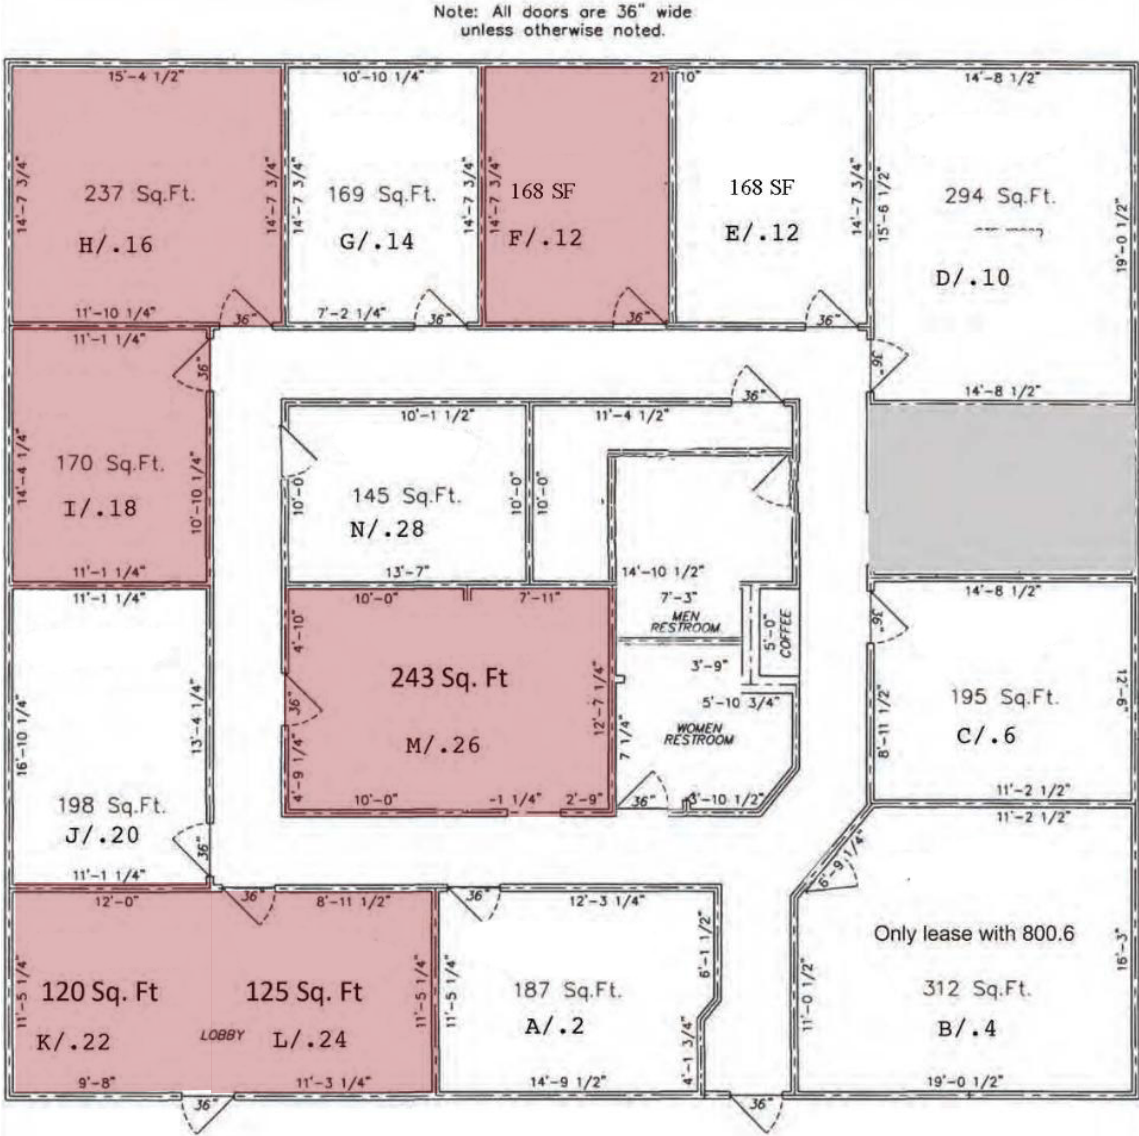 Note: All doors are 36" wide
unless otherwise noted.
15'-4 1/2"
10'-10 1/4"
21'-10"
14'-8 1/2"
14'-7 3/4"
14'-7 3/4"
14'-7 3/4"
14'-7 3/4"
14'-7 3/4"
14'-7 3/4"
15'-6 1/2"
19'-0 1/2"
237 Sq.Ft.
H/.16
169 Sq.Ft.
G/.14
168 SF
F/.12
168 SF
E/.12
294 Sq.Ft.
D/.10
11'-10 1/4"
36"
7'-2 1/4"
36"
36"
36"
11'-1 1/4"
36"
36"
14'-8 1/2"
36"
10'-1 1/2"
11'-4 1/2"
14'-4 1/4"
170 Sq.Ft.
I/.18
10'-10 1/4"
10'-0"
145 Sq.Ft.
N/.28
10'-0"
10'-0"
11'-1 1/4"
13'-7"
14'-10 1/2"
11'-1 1/4"
10'-0"
7'-11"
7'-3"
14'-8 1/2"
MEN
RESTROOM
5'-0"
COFFEE
36"
4'-10"
243 Sq. Ft
M/.26
36"
4'-9 1/4"
12'-7 1/4"
3'-9"
5'-10 3/4"
7 1/4"
WOMEN
RESTROOM
195 Sq.Ft.
C/.6
8'-11 1/2"
12'-6"
16'-10 1/4"
13'-4 1/4"
198 Sq.Ft.
J/.20
36"
10'-0"
-1 1/4"
2'-9"
36"
3'-10 1/2"
11'-2 1/2"
11'-2 1/2"
11'-1 1/4"
6'-9 1/4"
12'-0"
36"
8'-11 1/2"
36"
12'-3 1/4"
11'-5 1/4"
120 Sq. Ft
K/.22
LOBBY
125 Sq. Ft
L/.24
11'-5 1/4"
11'-5 1/4"
187 Sq.Ft.
A/.2
6'-1 1/2"
4'-1 3/4"
Only lease with 800.6
11'-0 1/2"
312 Sq.Ft.
B/.4
16'-3"
9'-8"
11'-3 1/4"
14'-9 1/2"
19'-0 1/2"
36"
36"